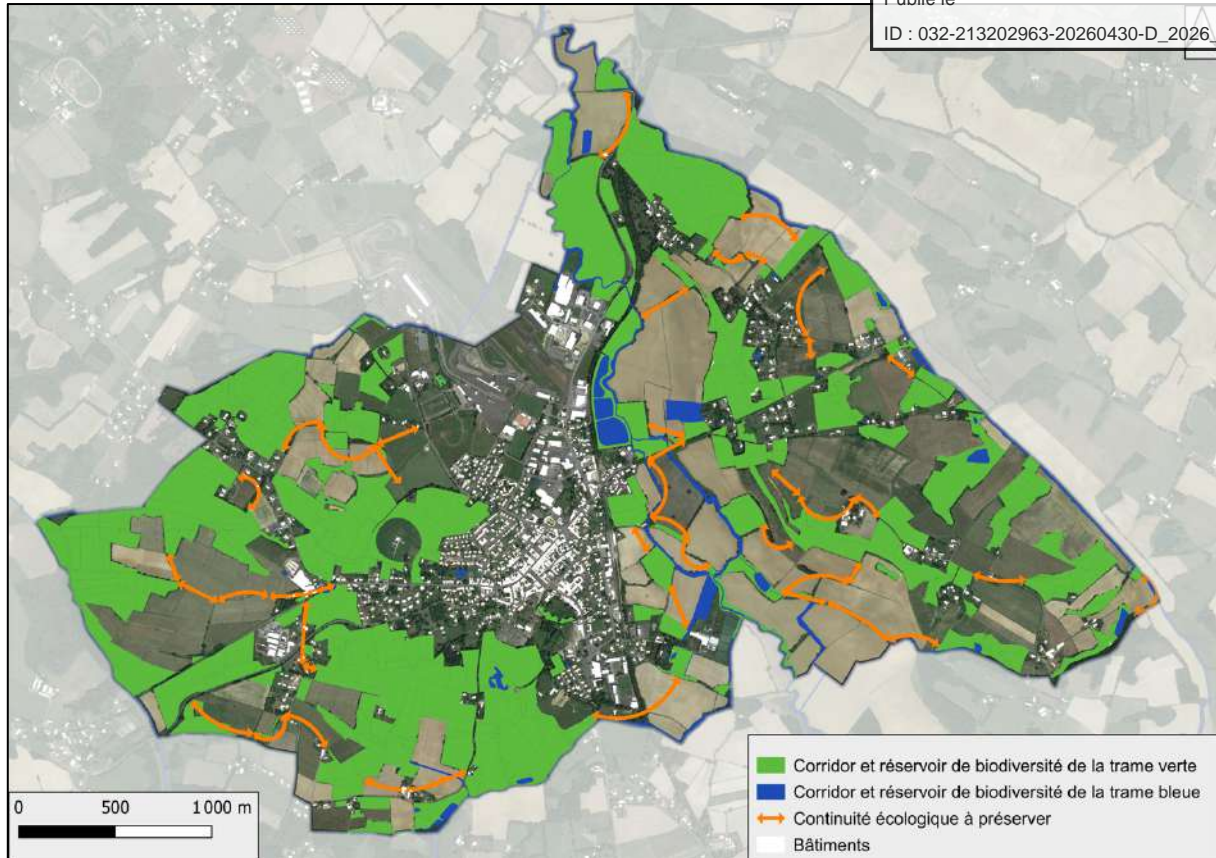 Publié le
ID : 032-213202963-20260430-D_2026_
Corridor et réservoir de biodiversité de la trame verte
Corridor et réservoir de biodiversité de la trame bleue
Continuité écologique à préserver
Bâtiments
0 500 1 000 m